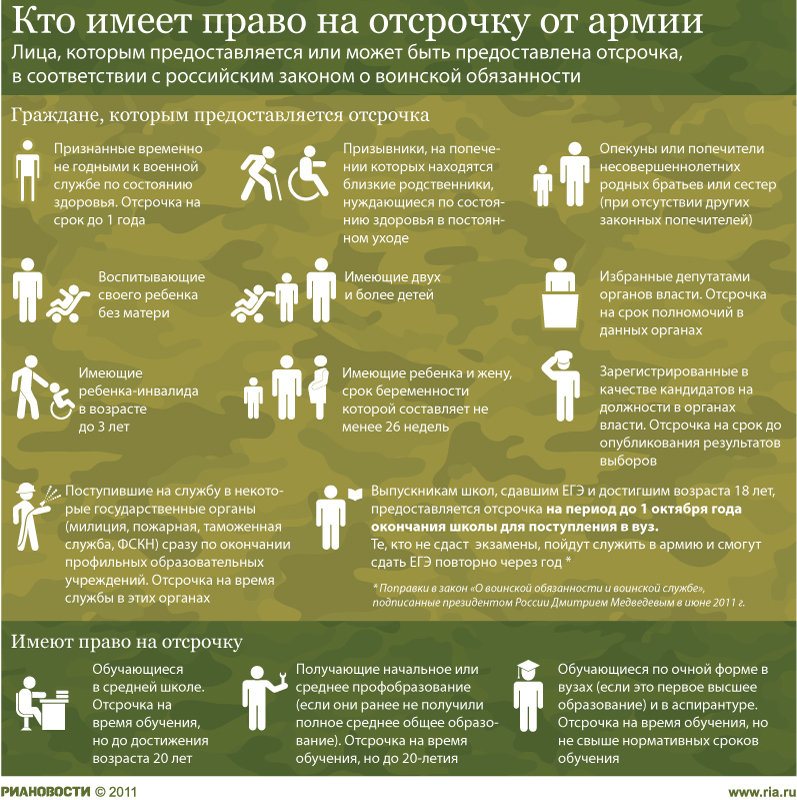 Кто имеет право на отсрочку от армии
Лица, которым предоставляется или может быть предоставлена отсрочка,
в соответствии с российским законом о воинской обязанности
Граждане, которым предоставляется отсрочка
Признанные временно
не годными к военной
службе по состоянию
здоровья. Отсрочка на
срок до 1 года
Призывники, на попече-
нии которых находятся
близкие родственники,
нуждающиеся по состоя-
нию здоровья в постоян-
ном уходе
Опекуны или попечители
несовершеннолетних
родных братьев или сестер
(при отсутствии других
законных попечителей)
Воспитывающие
своего ребенка
без матери
Имеющие двух
и более детей
Избранные депутатами
органов власти. Отсрочка
на срок полномочий в
данных органах
Имеющие
ребенка-инвалида
в возрасте
до 3 лет
Имеющие ребенка и жену,
срок беременности
которой составляет не
менее 26 недель
Зарегистрированные в
качестве кандидатов на
должности в органах
власти. Отсрочка на срок до
опубликования результатов
выборов
Поступившие на службу в некото-
рые государственные органы
(милиция, пожарная, таможенная
служба, ФСКН) сразу по окончании
профильных образовательных
учреждений. Отсрочка на время
службы в этих органах
Выпускникам школ, сдавшим ЕГЭ и достигшим возраста 18 лет,
предоставляется отсрочка на период до 1 октября года
окончания школы для поступления в вуз.
Те, кто не сдаст экзамены, пойдут служить в армию и смогут
сдать ЕГЭ повторно через год *
* Поправки в закон «О воинской обязанности и воинской службе»,
подписанные президентом России Дмитрием Медведевым в июне 2011 г.
Имеют право на отсрочку
Обучающиеся
в средней школе.
Отсрочка на
время обучения,
но до достижения
возраста 20 лет
Получающие начальное или
среднее профобразование
(если они ранее не получили
полное среднее общее образо-
вание). Отсрочка на время
обучения, но до 20-летия
Обучающиеся по очной форме в
вузах (если это первое высшее
образование) и в аспирантуре.
Отсрочка на время обучения, но
не свыше нормативных сроков
обучения
РИАНОВОСТИ © 2011
www.ria.ru